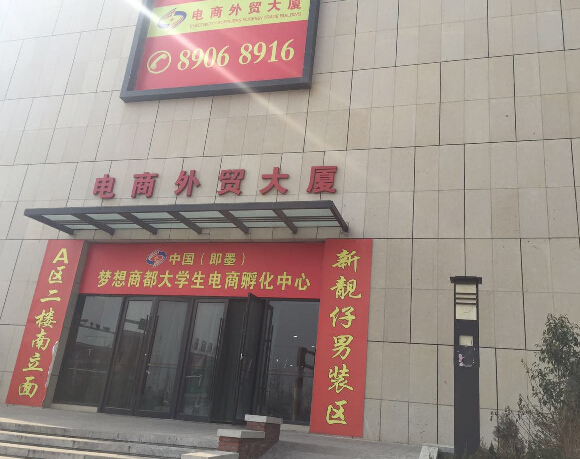 电商外贸大厦
8906 8916
电商外贸大厦
中国（即墨）
梦想商都大学生电商孵化中心
A区二楼南立面
新靓仔男装区